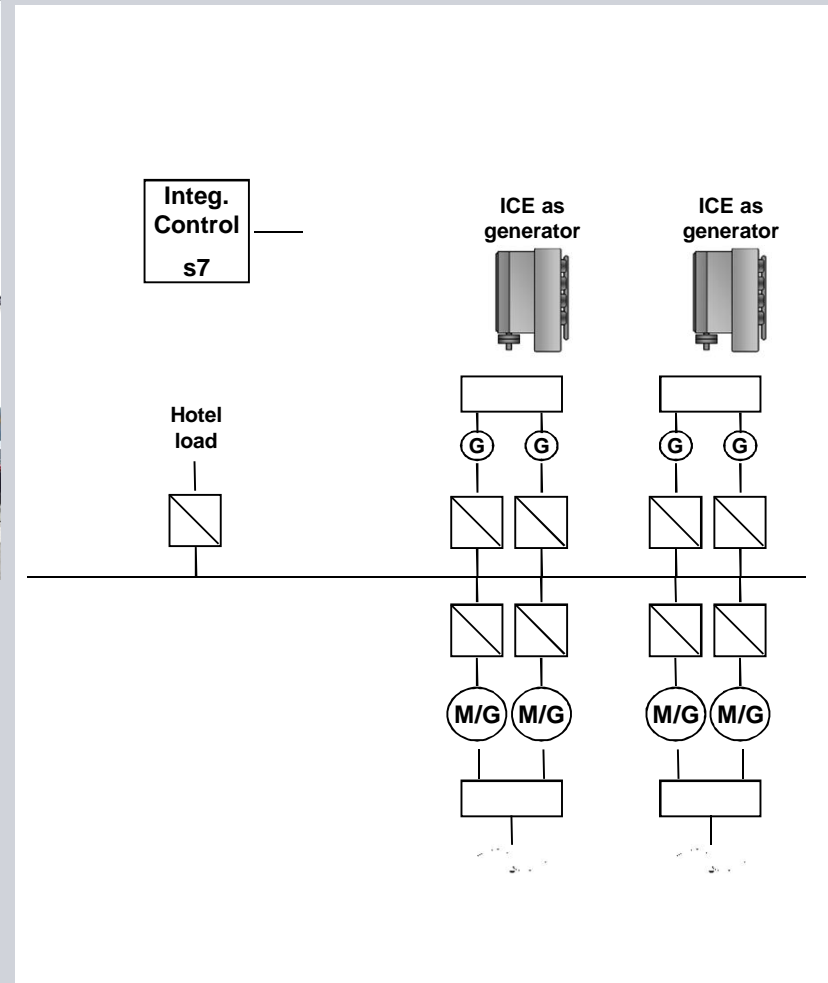 Integ.
Control
s7
ICE as
generator
ICE as
generator
Hotel
load
G G G G
M/G M/G M/G M/G